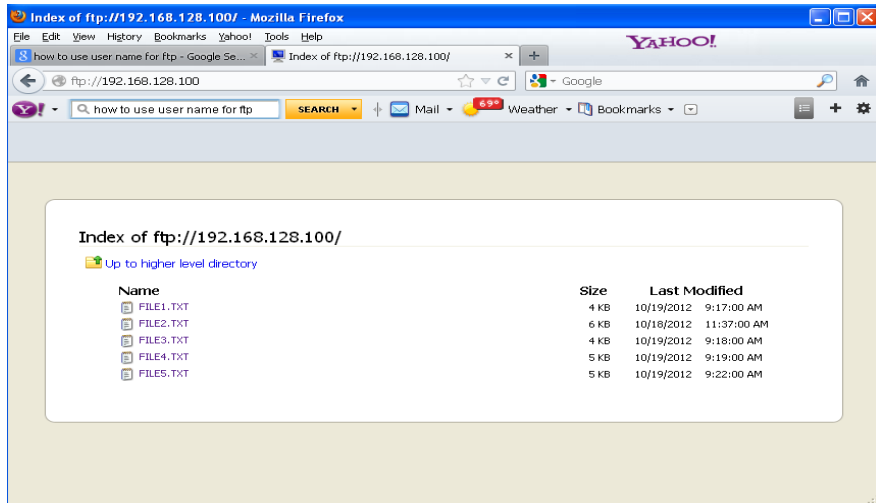 Index of ftp://192.168.128.100/ - Mozilla Firefox
File Edit View History Bookmarks Yahoo! Tools Help
YAHOO!
8 how to use user name for ftp - Google Se... × Index of ftp://192.168.128.100/ × +
ftp://192.168.128.100 Google
Y! how to use user name for ftp SEARCH Mail 69° Weather Bookmarks
Index of ftp://192.168.128.100/
Up to higher level directory
Name Size Last Modified
FILE1.TXT 4 KB 10/19/2012 9:17:00 AM
FILE2.TXT 6 KB 10/18/2012 11:37:00 AM
FILE3.TXT 4 KB 10/19/2012 9:18:00 AM
FILE4.TXT 5 KB 10/19/2012 9:19:00 AM
FILE5.TXT 5 KB 10/19/2012 9:22:00 AM